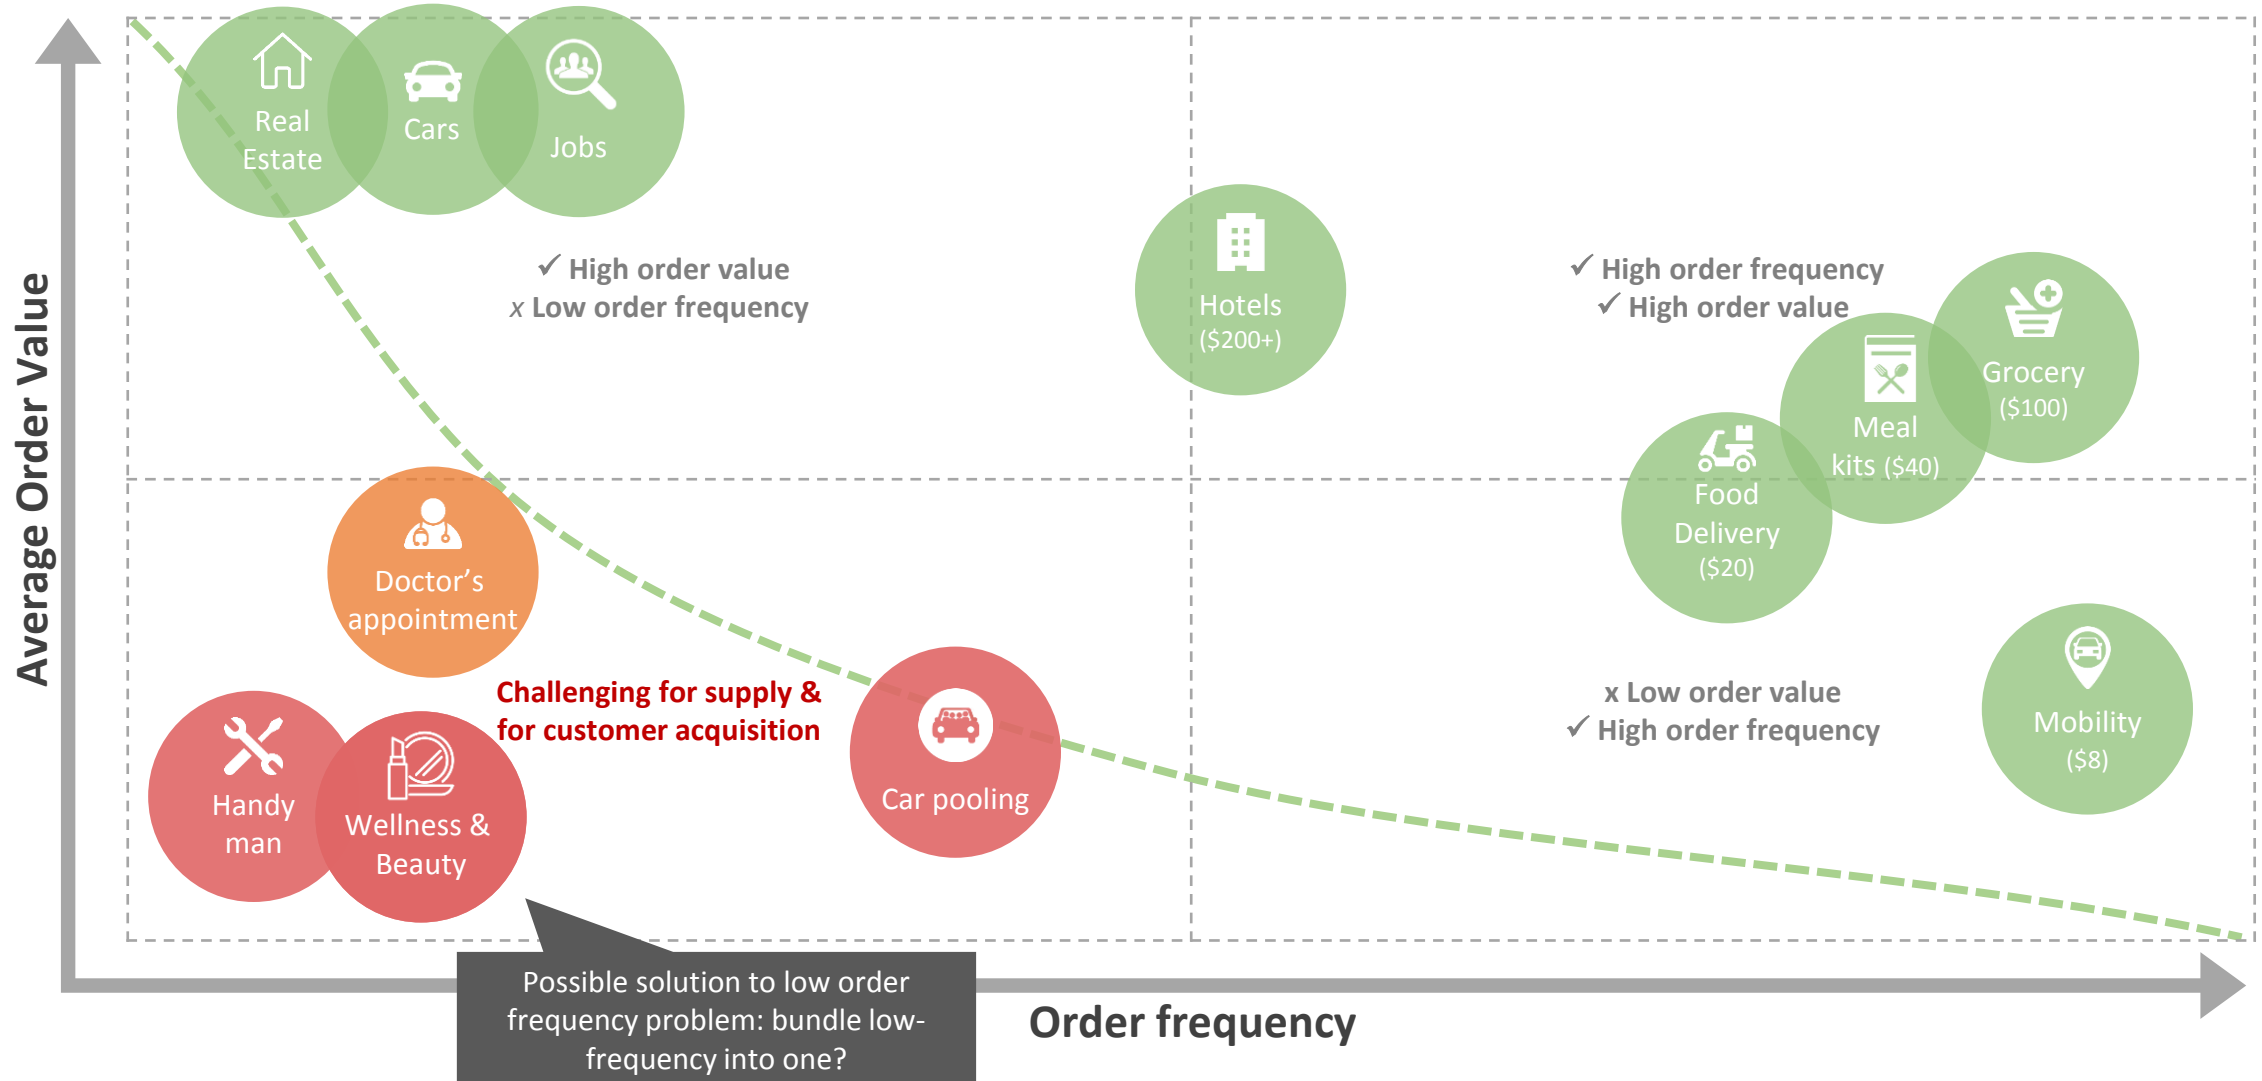 Average Order Value
Real
Estate
Cars
Jobs
✓ High order value
x Low order frequency
Hotels
($200+)
✓ High order frequency
✓ High order value
Grocery
($100)
Meal
kits ($40)
Food
Delivery
($20)
Doctor’s
appointment
Challenging for supply &
for customer acquisition
Handy
man
Wellness &
Beauty
Car pooling
x Low order value
✓ High order frequency
Mobility
($8)
Possible solution to low order
frequency problem: bundle low-
frequency into one?
Order frequency